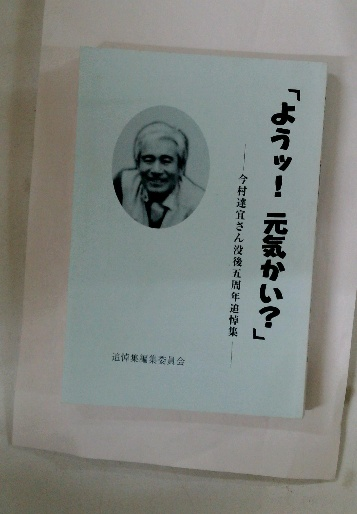 「ようッ!元気かい?」
――今村達宜さん没後五周年追悼集――
追悼集編集委員会